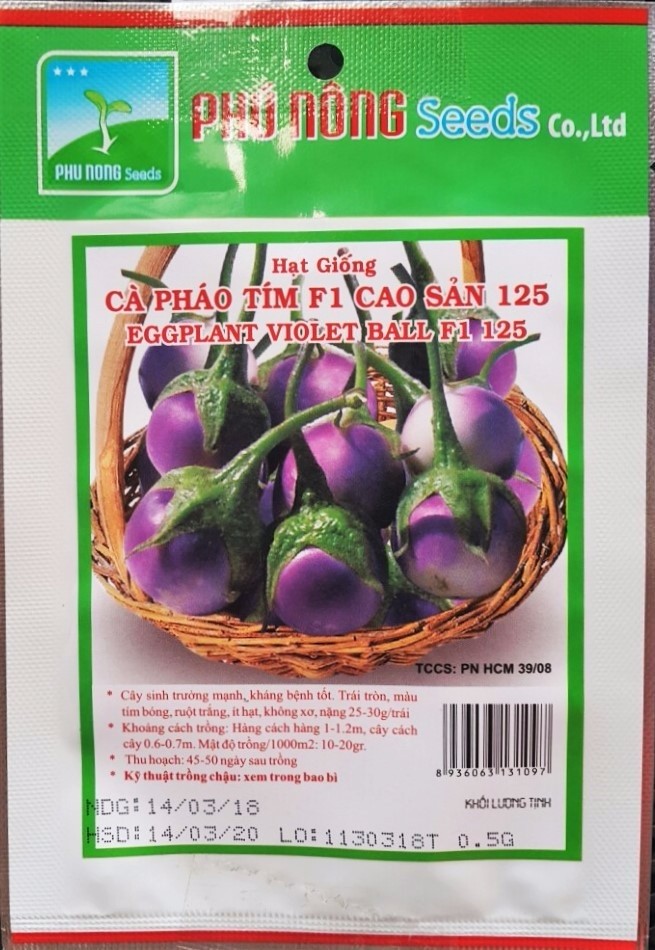 PHÚ NÔNG Seeds Co.,Ltd
PHU NONG Seeds
Hạt Giống
CÀ PHÁO TÍM F1 CAO SẢN 125
EGGPLANT VIOLET BALL F1 125
TCCS: PN HCM 39/08
* Cây sinh trưởng mạnh, kháng bệnh tốt. Trái tròn, màu
tím bóng, ruột trắng, ít hạt, không xơ, nặng 25-30g/trái
* Khoảng cách trồng: Hàng cách hàng 1-1.2m, cây cách
cây 0.6-0.7m. Mật độ trồng/1000m2: 10-20gr.
* Thu hoạch: 45-50 ngày sau trồng
* Kỹ thuật trồng chậu: xem trong bao bì
8 936063 131097
KHỐI LƯỢNG TỊNH
NDG:14/03/18
HSD:14/03/20 LO:1130318T 0.5G